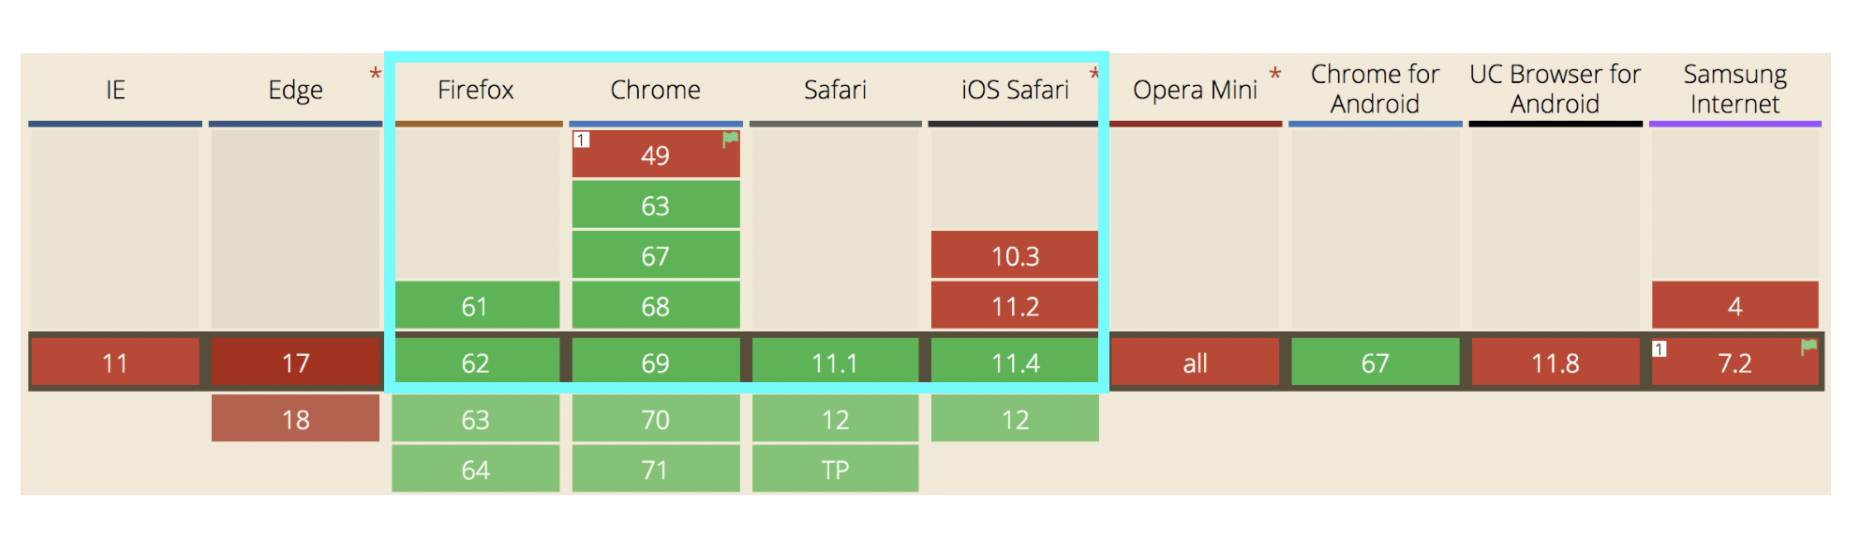 IE
Edge
*
Firefox
Chrome
Safari
iOS Safari
*
Opera Mini
*
Chrome for
Android
UC Browser for
Android
Samsung
Internet
1
49
63
67
10.3
61
68
11.2
4
11
17
62
69
11.1
11.4
all
67
11.8
1
7.2
18
63
70
12
12
64
71
TP